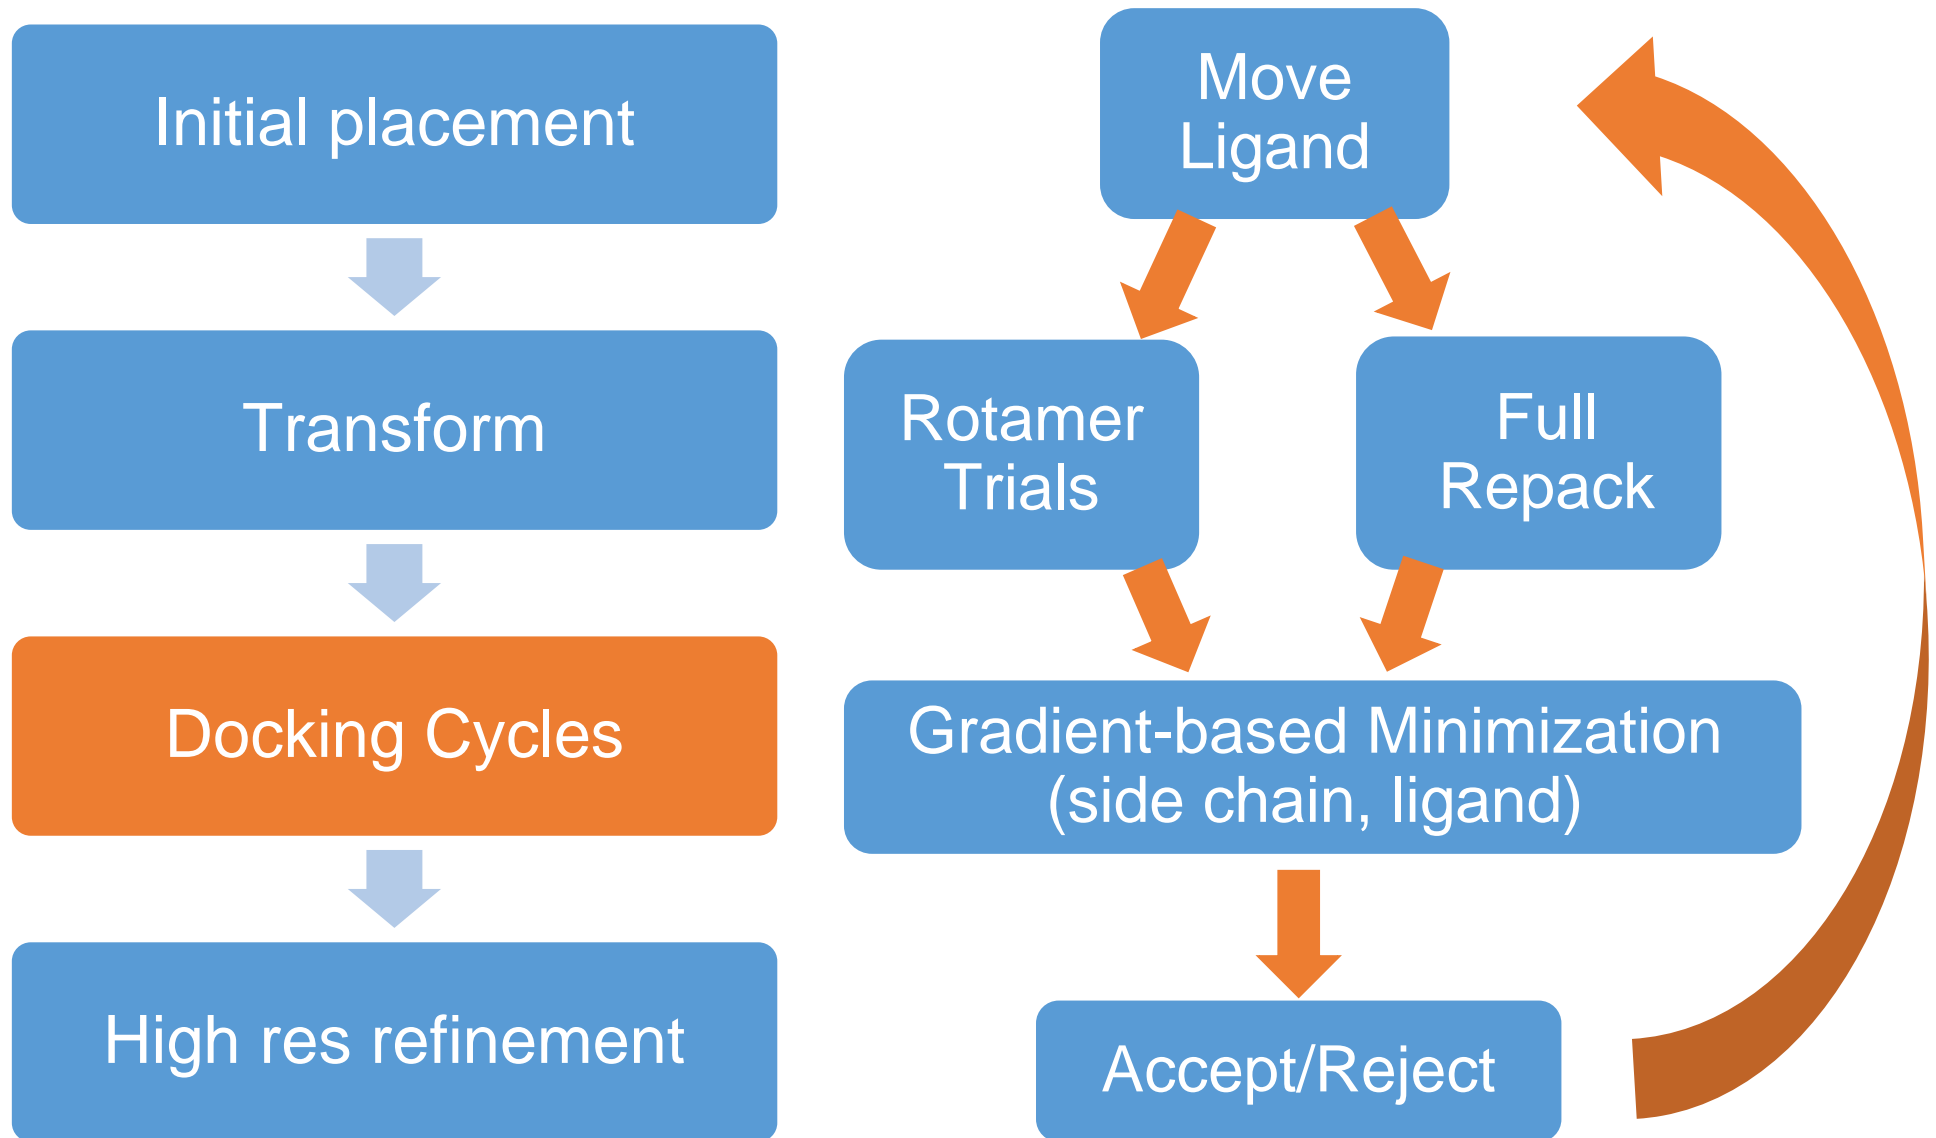 Initial placement
Transform
Docking Cycles
High res refinement
Move
Ligand
Rotamer
Trials
Full
Repack
Gradient-based Minimization
(side chain, ligand)
Accept/Reject